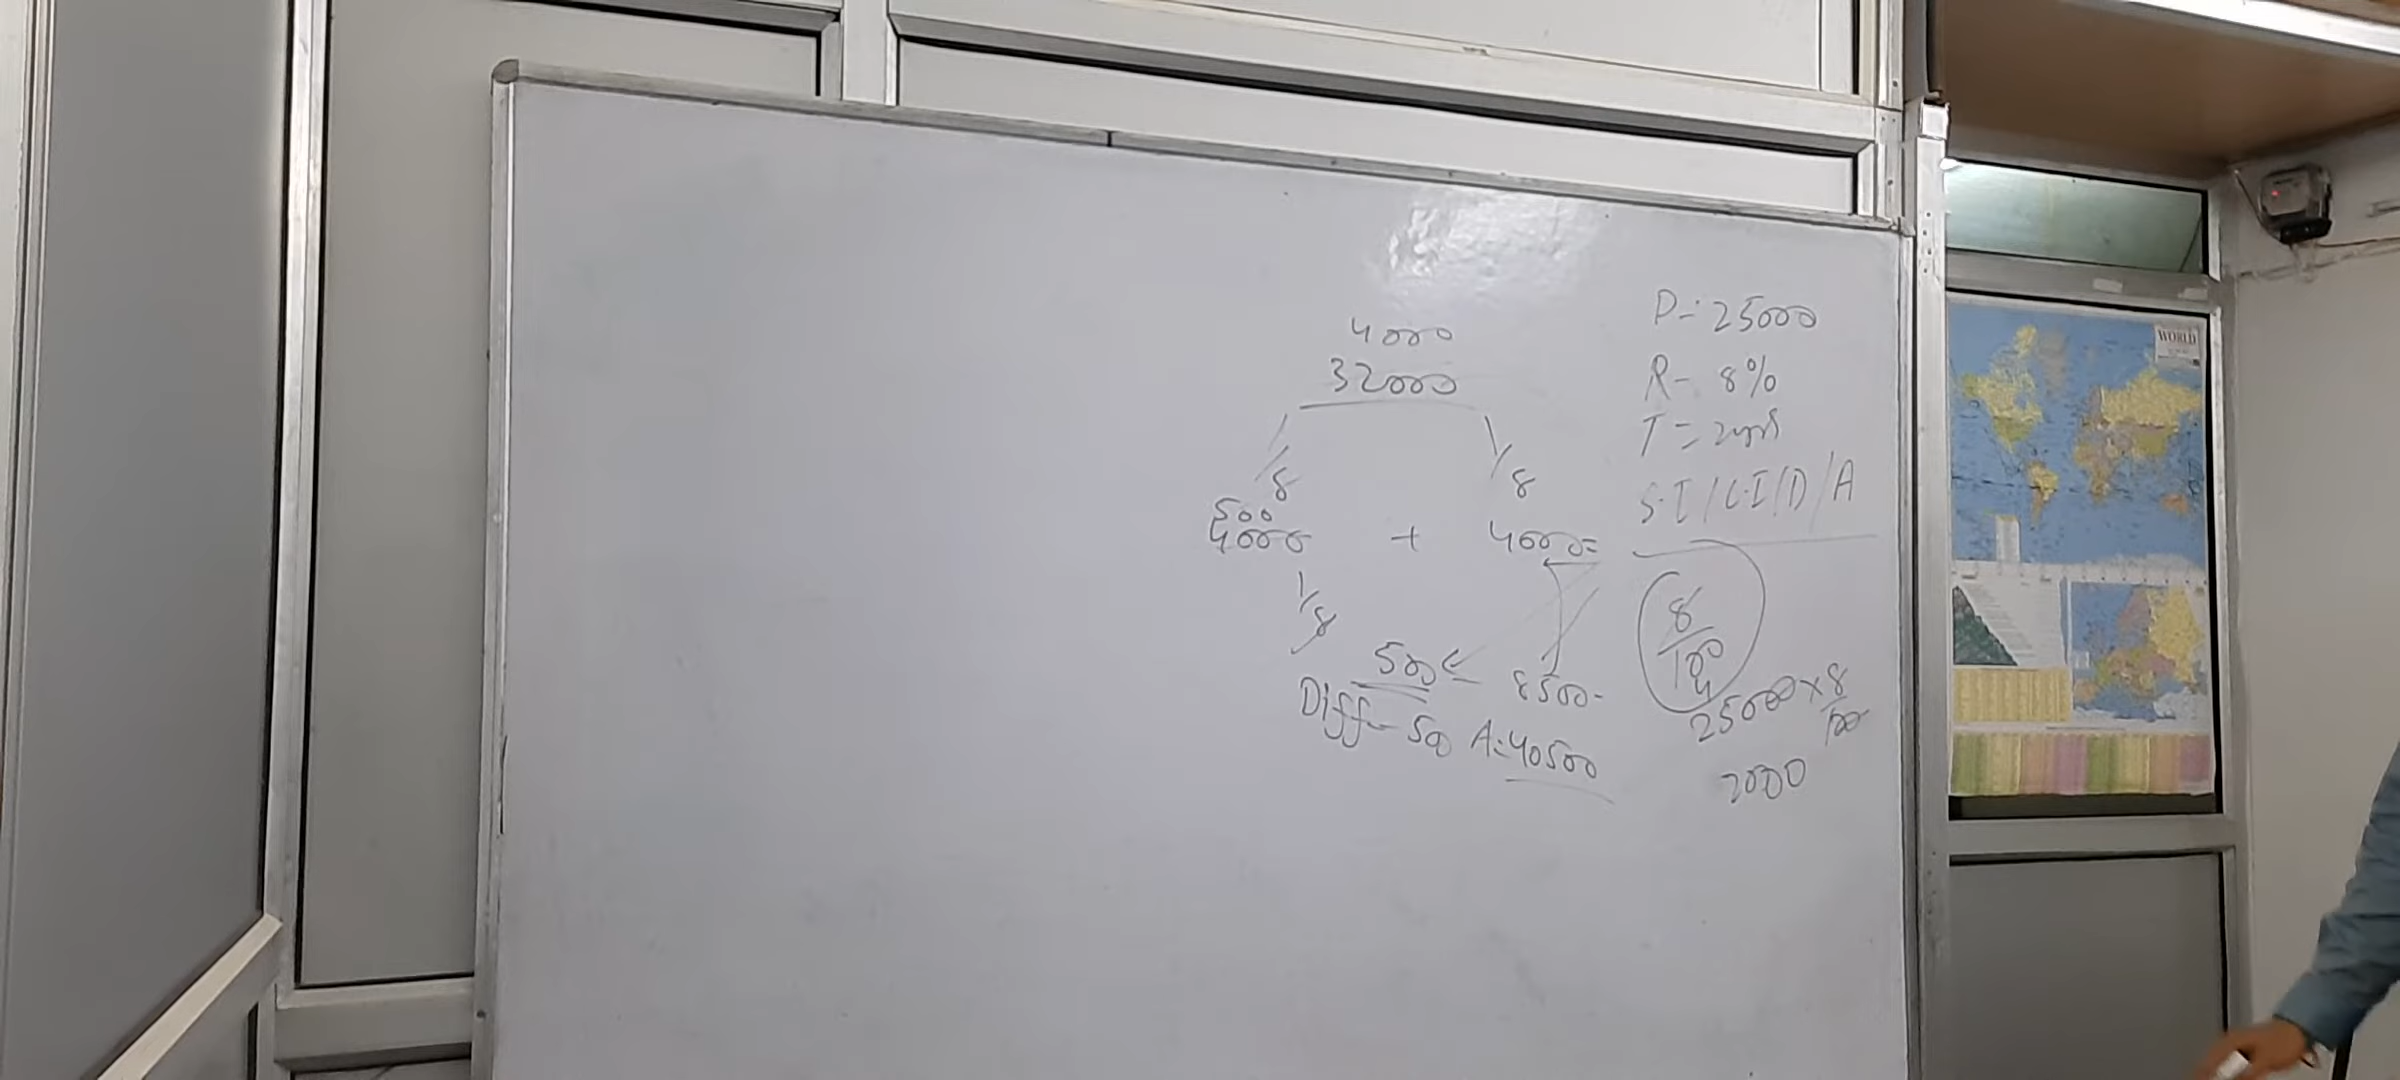 4000
32000
1/8 1/8
500
4000 + 4000=
1/8
500 ← 8500-
Diff- 500 A=40500
P=25000
R- 8%
T=2yrs
S.I/C.I/D/A
8/100
25000×8/100
2000
WORLD